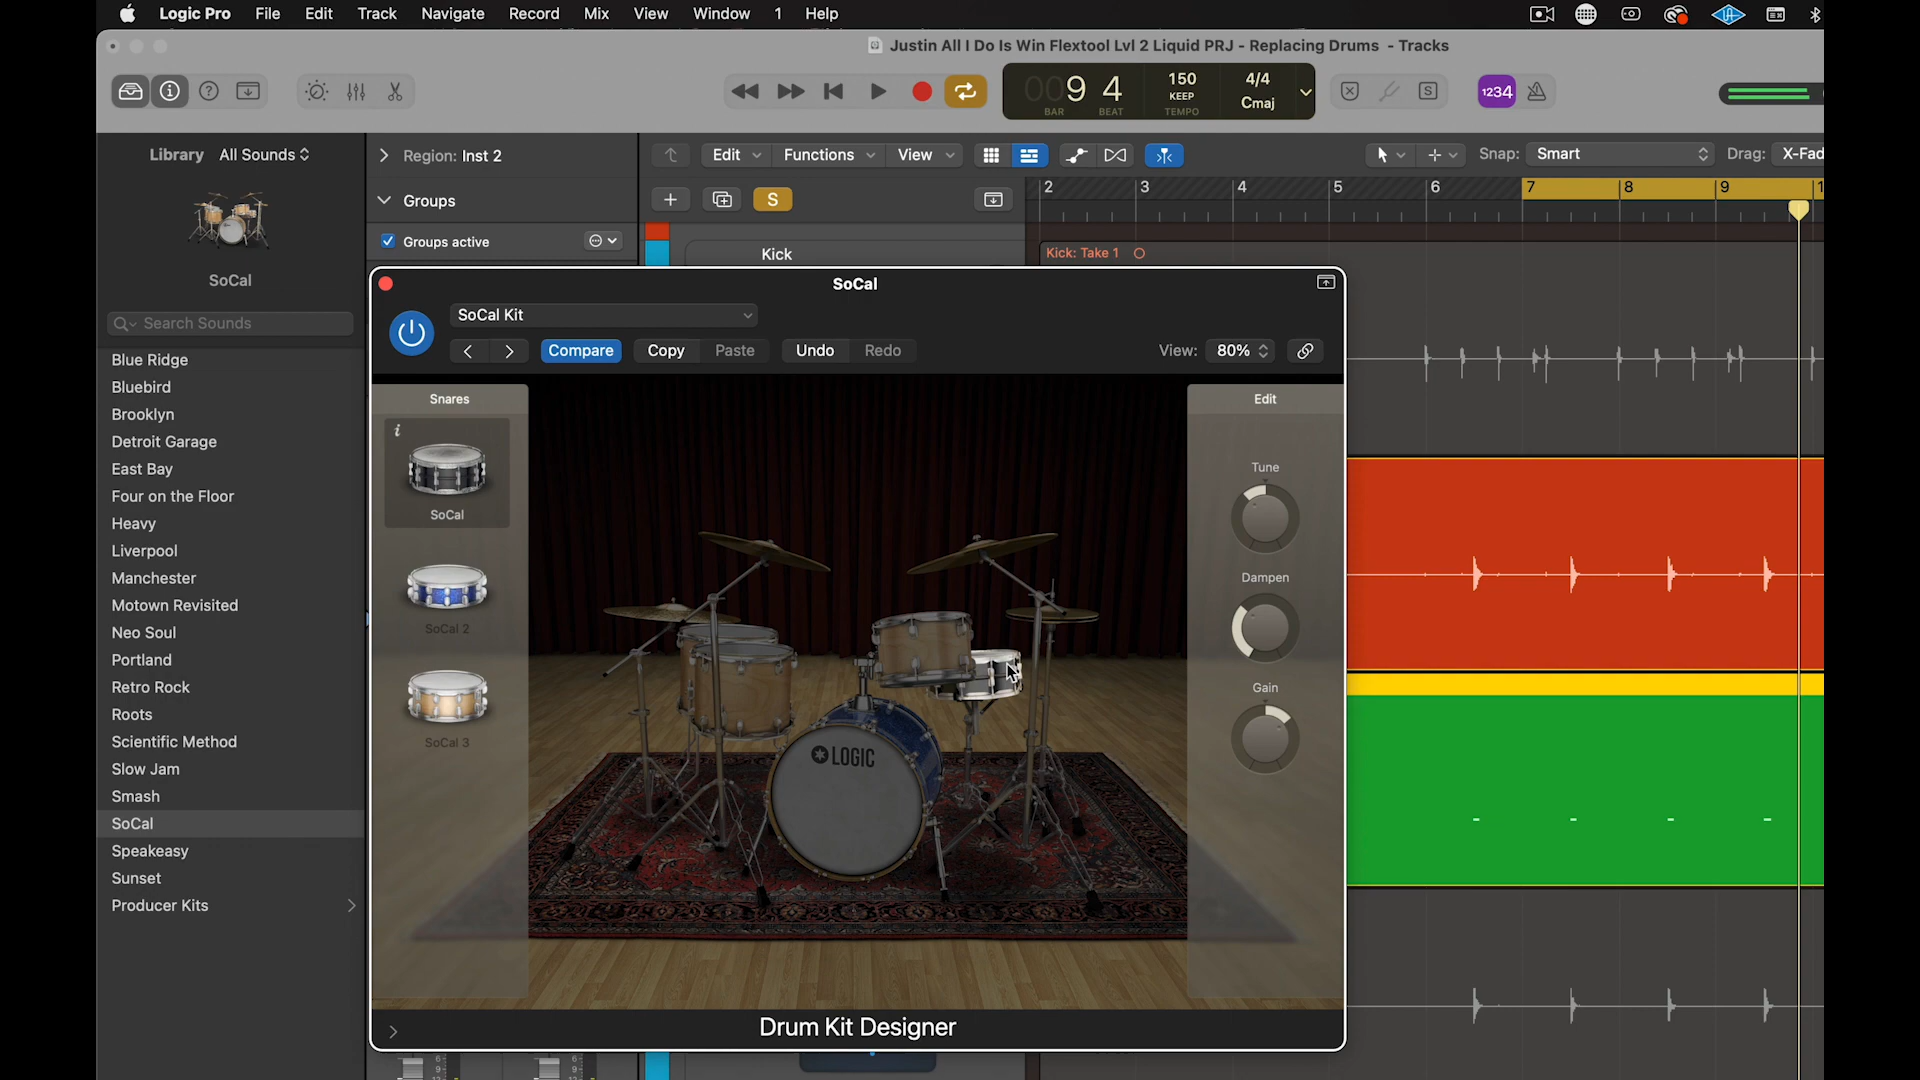 Logic Pro File Edit Track Navigate Record Mix View Window 1 Help
Justin All I Do Is Win Flextool Lvl 2 Liquid PRJ - Replacing Drums - Tracks
009 4 150 4/4
KEEP Cmaj
BAR BEAT TEMPO
1234
Library All Sounds
Region: Inst 2
Edit Functions View
Snap: Smart Drag: X-Fad
Groups
S
2 3 4 5 6 7 8 9 1
Groups active
Kick
Kick: Take 1
SoCal
Search Sounds
Blue Ridge
Bluebird
Brooklyn
Detroit Garage
East Bay
Four on the Floor
Heavy
Liverpool
Manchester
Motown Revisited
Neo Soul
Portland
Retro Rock
Roots
Scientific Method
Slow Jam
Smash
SoCal
Speakeasy
Sunset
Producer Kits
SoCal
SoCal Kit
Compare Copy Paste Undo Redo View: 80%
Snares
SoCal
SoCal 2
SoCal 3
LOGIC
Edit
Tune
Dampen
Gain
Drum Kit Designer
6
9
6
9